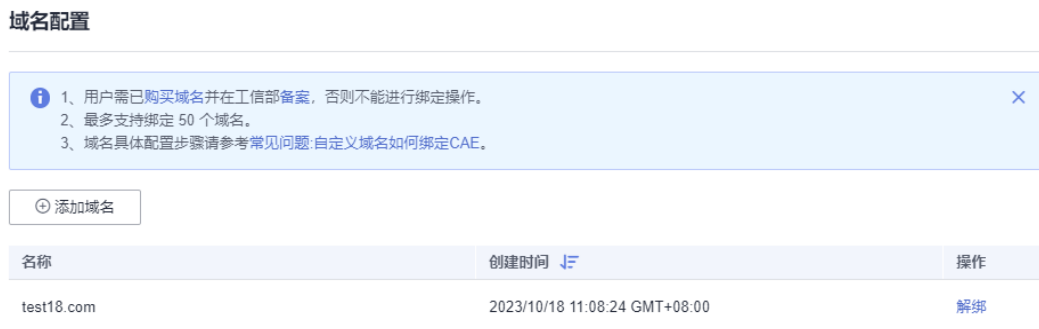 域名配置
1、用户需已购买域名并在工信部备案，否则不能进行绑定操作。
2、最多支持绑定 50 个域名。
3、域名具体配置步骤请参考常见问题:自定义域名如何绑定CAE。
添加域名
名称 创建时间 操作
test18.com 2023/10/18 11:08:24 GMT+08:00 解绑